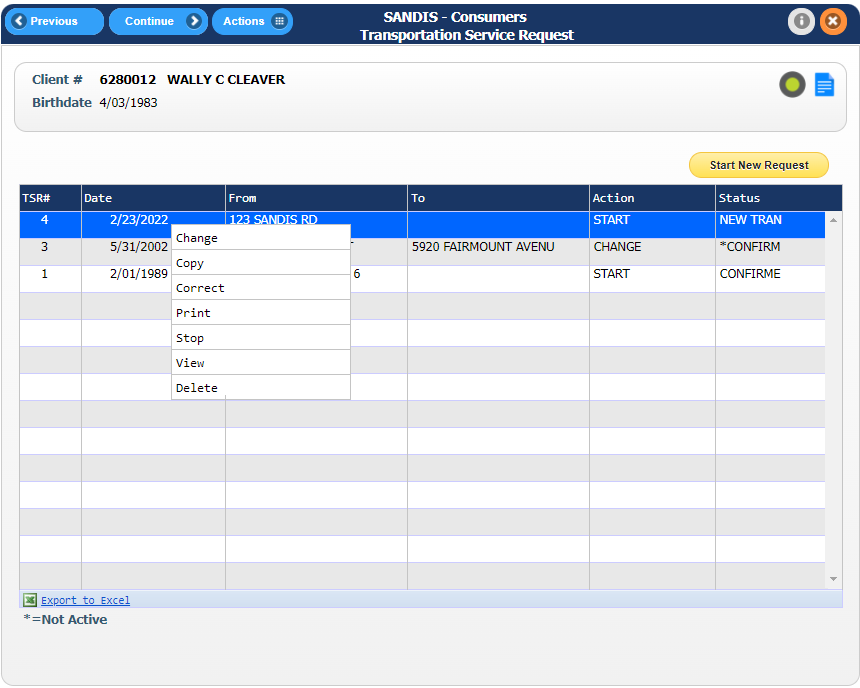 Previous Continue Actions
SANDIS - Consumers
Transportation Service Request
Client # 6280012 WALLY C CLEAVER
Birthdate 4/03/1983
Start New Request
TSR# Date From To Action Status
4 2/23/2022 123 SANDIS RD START NEW TRAN
3 5/31/2002 5920 FAIRMOUNT AVENU CHANGE *CONFIRM
1 2/01/1989 6 START CONFIRME
Change
Copy
Correct
Print
Stop
View
Delete
Export to Excel
*=Not Active